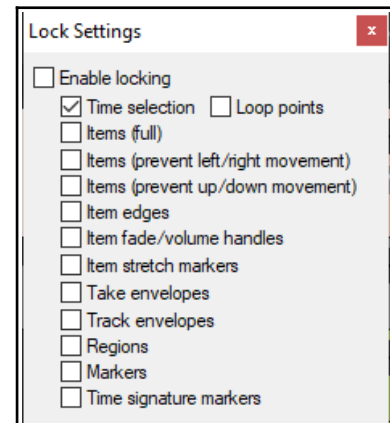 Lock Settings
x
Enable locking
Time selection Loop points
Items (full)
Items (prevent left/right movement)
Items (prevent up/down movement)
Item edges
Item fade/volume handles
Item stretch markers
Take envelopes
Track envelopes
Regions
Markers
Time signature markers